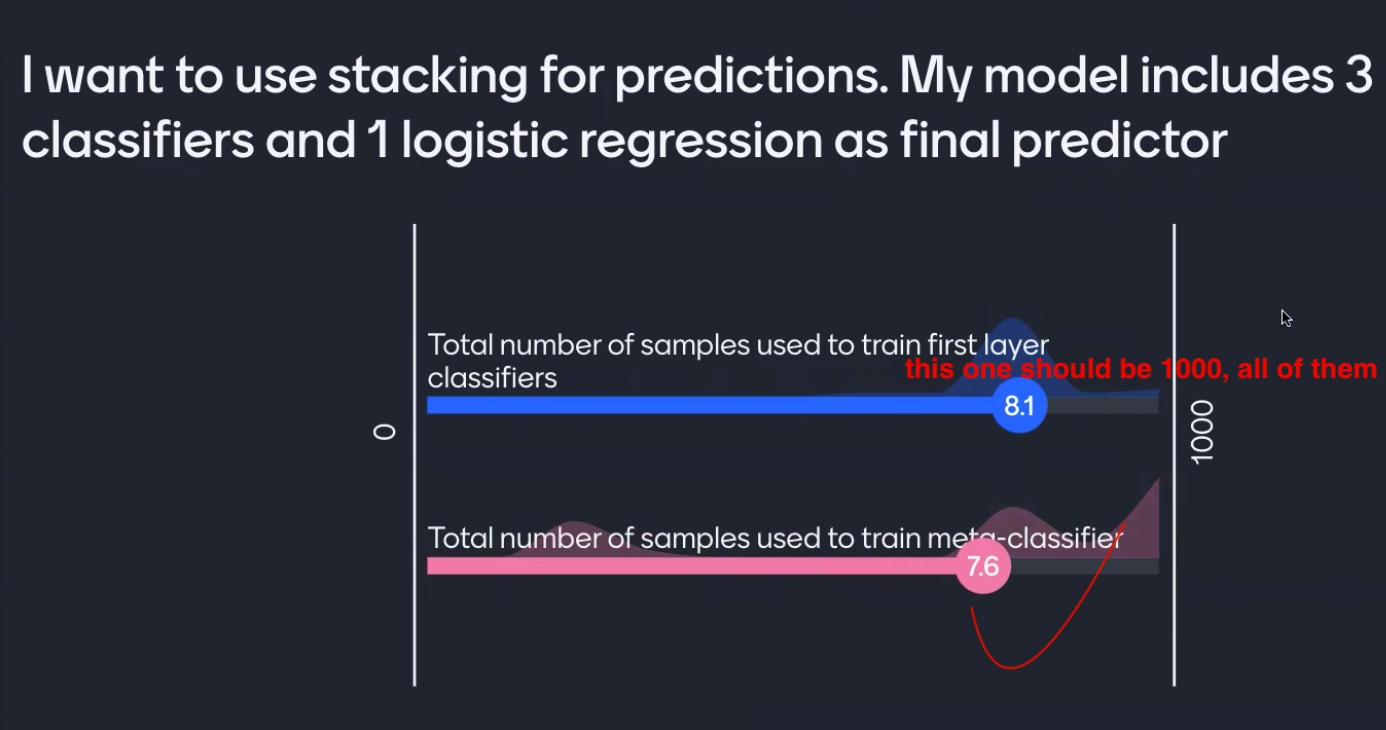 I want to use stacking for predictions. My model includes 3
classifiers and 1 logistic regression as final predictor
Total number of samples used to train first layer
classifiers
this one should be 1000, all of them
8.1
0
1000
Total number of samples used to train meta-classifier
7.6